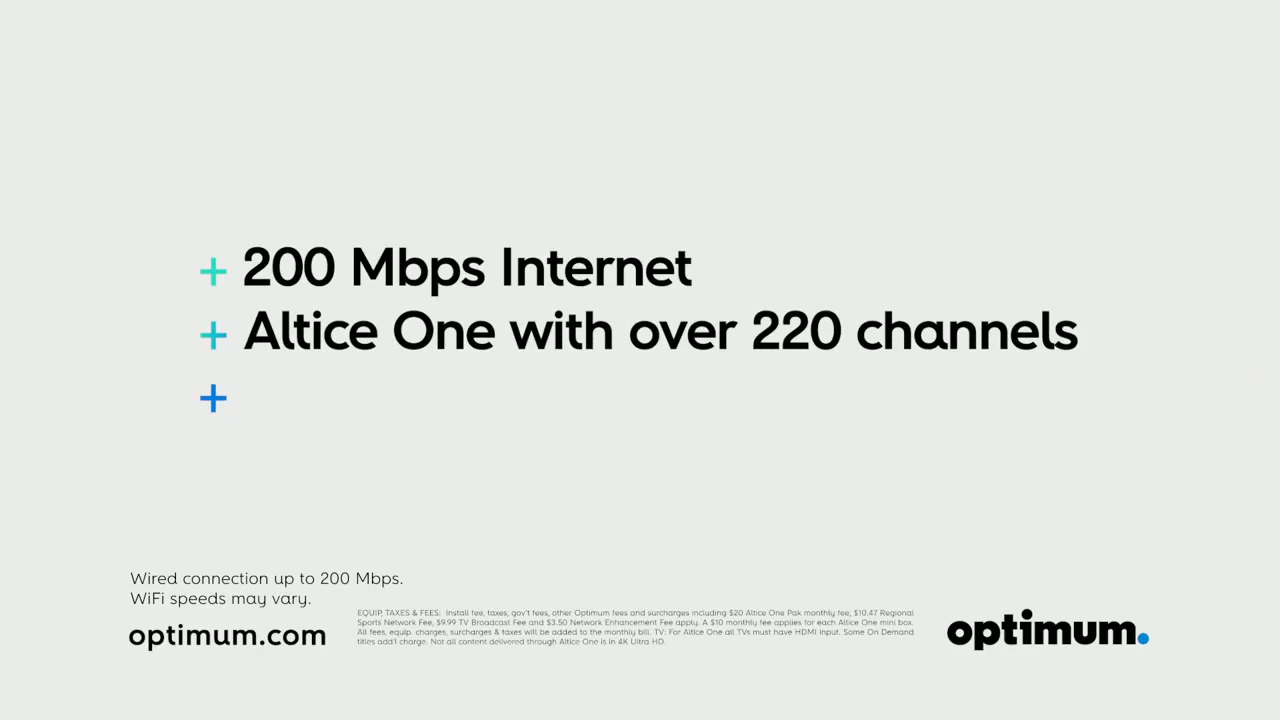 + 200 Mbps Internet
+ Altice One with over 220 channels
+
Wired connection up to 200 Mbps.
WiFi speeds may vary.
optimum.com
EQUIP, TAXES & FEES: Install fee, taxes, gov't fees, other Optimum fees and surcharges including $20 Altice One Pak monthly fee, $10.47 Regional
Sports Network Fee, $9.99 TV Broadcast Fee and $3.50 Network Enhancement Fee apply. A $10 monthly fee applies for each Altice One mini box.
All fees, equip. charges, surcharges & taxes will be added to the monthly bill. TV: For Altice One all TVs must have HDMI Input. Some On Demand
titles add'l charge. Not all content delivered through Altice One is in 4K Ultra HD.
optimum.